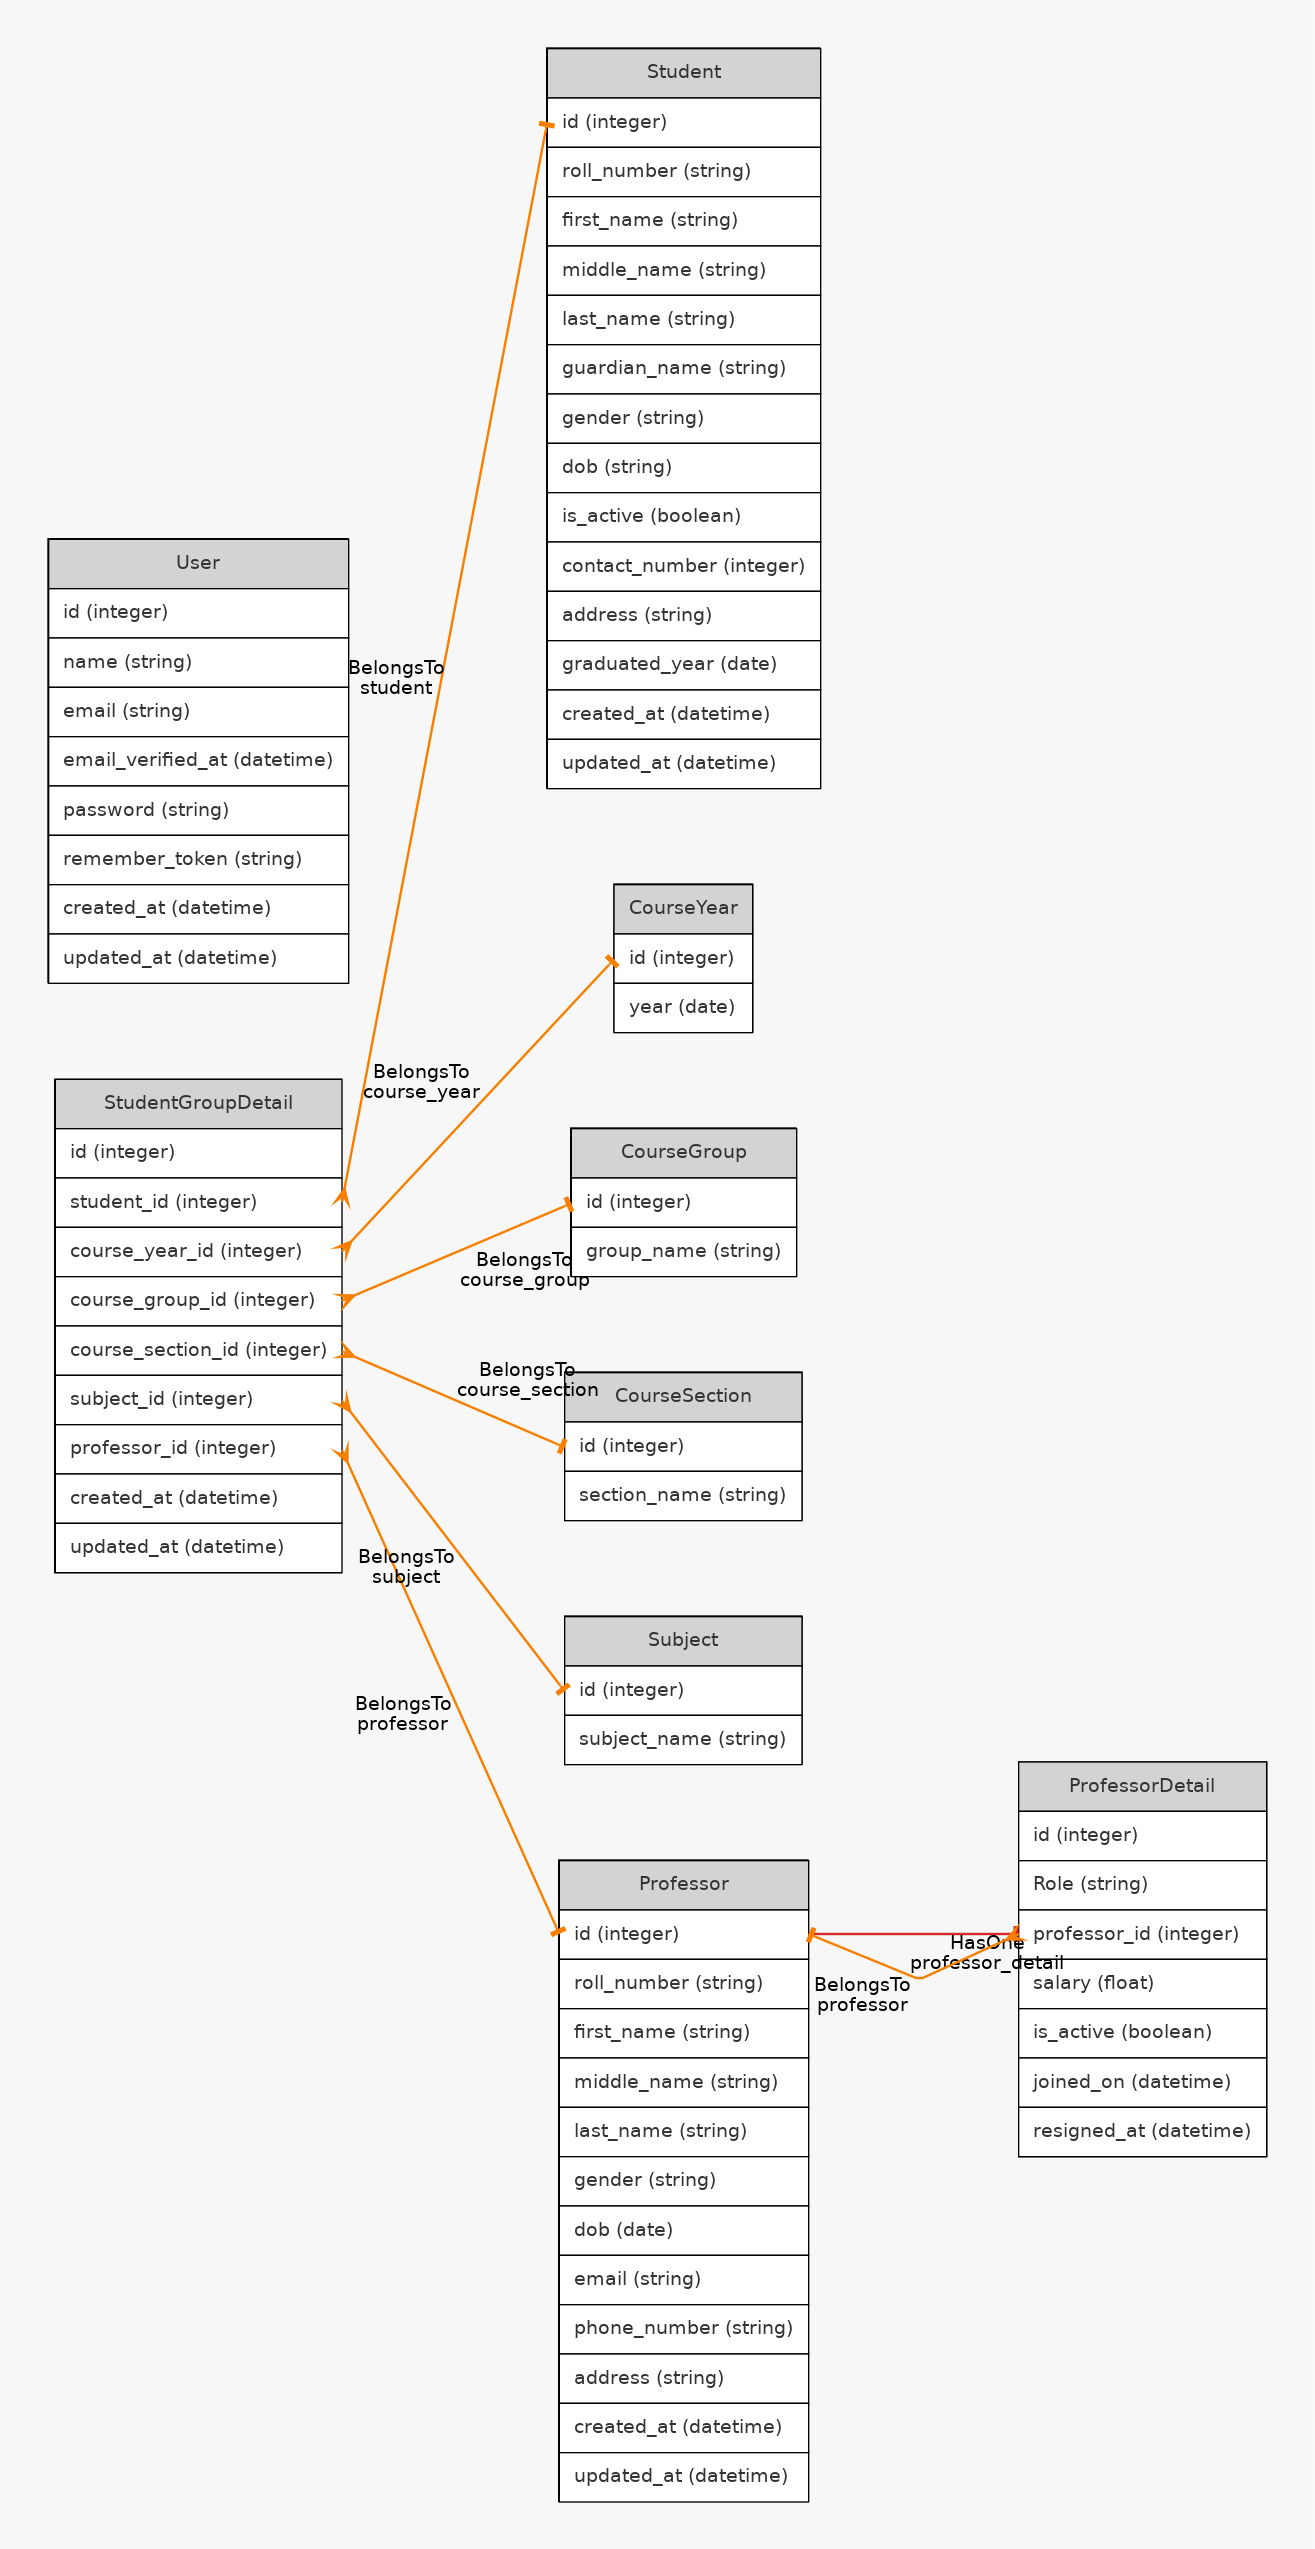 Student
id (integer)
roll_number (string)
first_name (string)
middle_name (string)
last_name (string)
guardian_name (string)
gender (string)
dob (string)
is_active (boolean)
contact_number (integer)
address (string)
graduated_year (date)
created_at (datetime)
updated_at (datetime)
User
id (integer)
name (string)
email (string)
email_verified_at (datetime)
password (string)
remember_token (string)
created_at (datetime)
updated_at (datetime)
BelongsTo
student
CourseYear
id (integer)
year (date)
BelongsTo
course_year
StudentGroupDetail
id (integer)
student_id (integer)
course_year_id (integer)
course_group_id (integer)
course_section_id (integer)
subject_id (integer)
professor_id (integer)
created_at (datetime)
updated_at (datetime)
CourseGroup
id (integer)
group_name (string)
BelongsTo
course_group
BelongsTo
course_section
CourseSection
id (integer)
section_name (string)
BelongsTo
subject
Subject
id (integer)
subject_name (string)
BelongsTo
professor
Professor
id (integer)
roll_number (string)
first_name (string)
middle_name (string)
last_name (string)
gender (string)
dob (date)
email (string)
phone_number (string)
address (string)
created_at (datetime)
updated_at (datetime)
HasOne
professor_detail
BelongsTo
professor
ProfessorDetail
id (integer)
Role (string)
professor_id (integer)
salary (float)
is_active (boolean)
joined_on (datetime)
resigned_at (datetime)